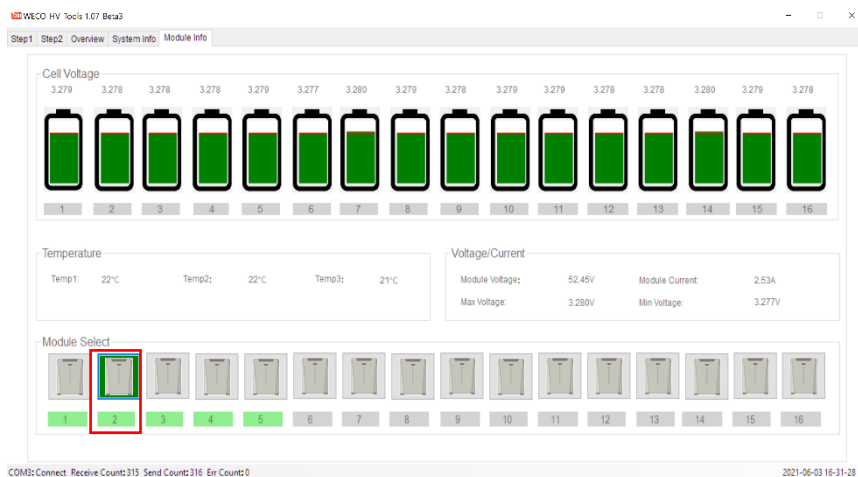 WECO HV Tools 1.07 Beta3
Step1 Step2 Overview System Info Module Info
Cell Voltage
3.279 3.278 3.278 3.278 3.279 3.277 3.280 3.279 3.278 3.279 3.279 3.278 3.278 3.280 3.279 3.278
1 2 3 4 5 6 7 8 9 10 11 12 13 14 15 16
Temperature
Temp1: 22°C Temp2: 22°C Temp3: 21°C
Voltage/Current
Module Voltage: 52.45V Module Current: 2.53A
Max Voltage: 3.280V Min Voltage: 3.277V
Module Select
1 2 3 4 5 6 7 8 9 10 11 12 13 14 15 16
COM3: Connect Receive Count: 315 Send Count: 316 Err Count: 0 2021-06-03 16-31-28